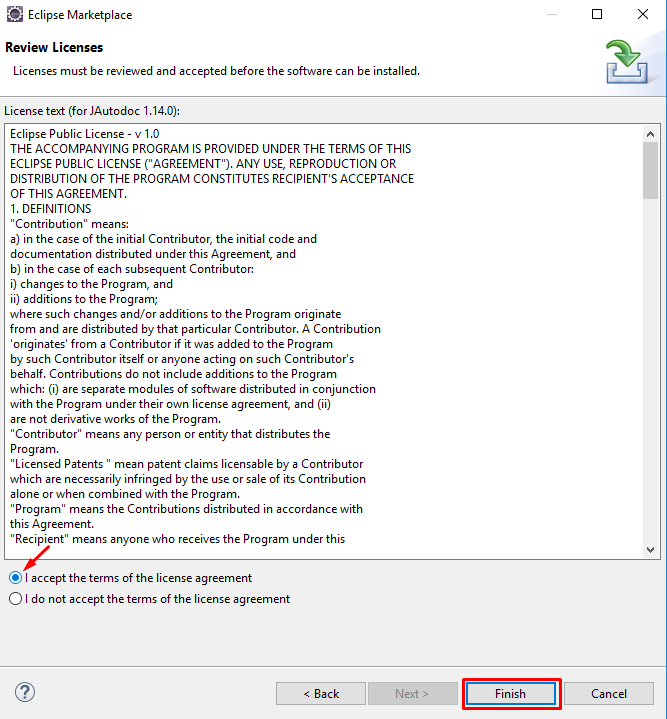 Eclipse Marketplace
Review Licenses
Licenses must be reviewed and accepted before the software can be installed.
License text (for JAutodoc 1.14.0):
Eclipse Public License - v 1.0
THE ACCOMPANYING PROGRAM IS PROVIDED UNDER THE TERMS OF THIS
ECLIPSE PUBLIC LICENSE ("AGREEMENT"). ANY USE, REPRODUCTION OR
DISTRIBUTION OF THE PROGRAM CONSTITUTES RECIPIENT'S ACCEPTANCE
OF THIS AGREEMENT.
1. DEFINITIONS
"Contribution" means:
a) in the case of the initial Contributor, the initial code and
documentation distributed under this Agreement, and
b) in the case of each subsequent Contributor:
i) changes to the Program, and
ii) additions to the Program;
where such changes and/or additions to the Program originate
from and are distributed by that particular Contributor. A Contribution
'originates' from a Contributor if it was added to the Program
by such Contributor itself or anyone acting on such Contributor's
behalf. Contributions do not include additions to the Program
which: (i) are separate modules of software distributed in conjunction
with the Program under their own license agreement, and (ii)
are not derivative works of the Program.
"Contributor" means any person or entity that distributes the
Program.
"Licensed Patents " mean patent claims licensable by a Contributor
which are necessarily infringed by the use or sale of its Contribution
alone or when combined with the Program.
"Program" means the Contributions distributed in accordance with
this Agreement.
"Recipient" means anyone who receives the Program under this
I accept the terms of the license agreement
I do not accept the terms of the license agreement
? < Back Next > Finish Cancel